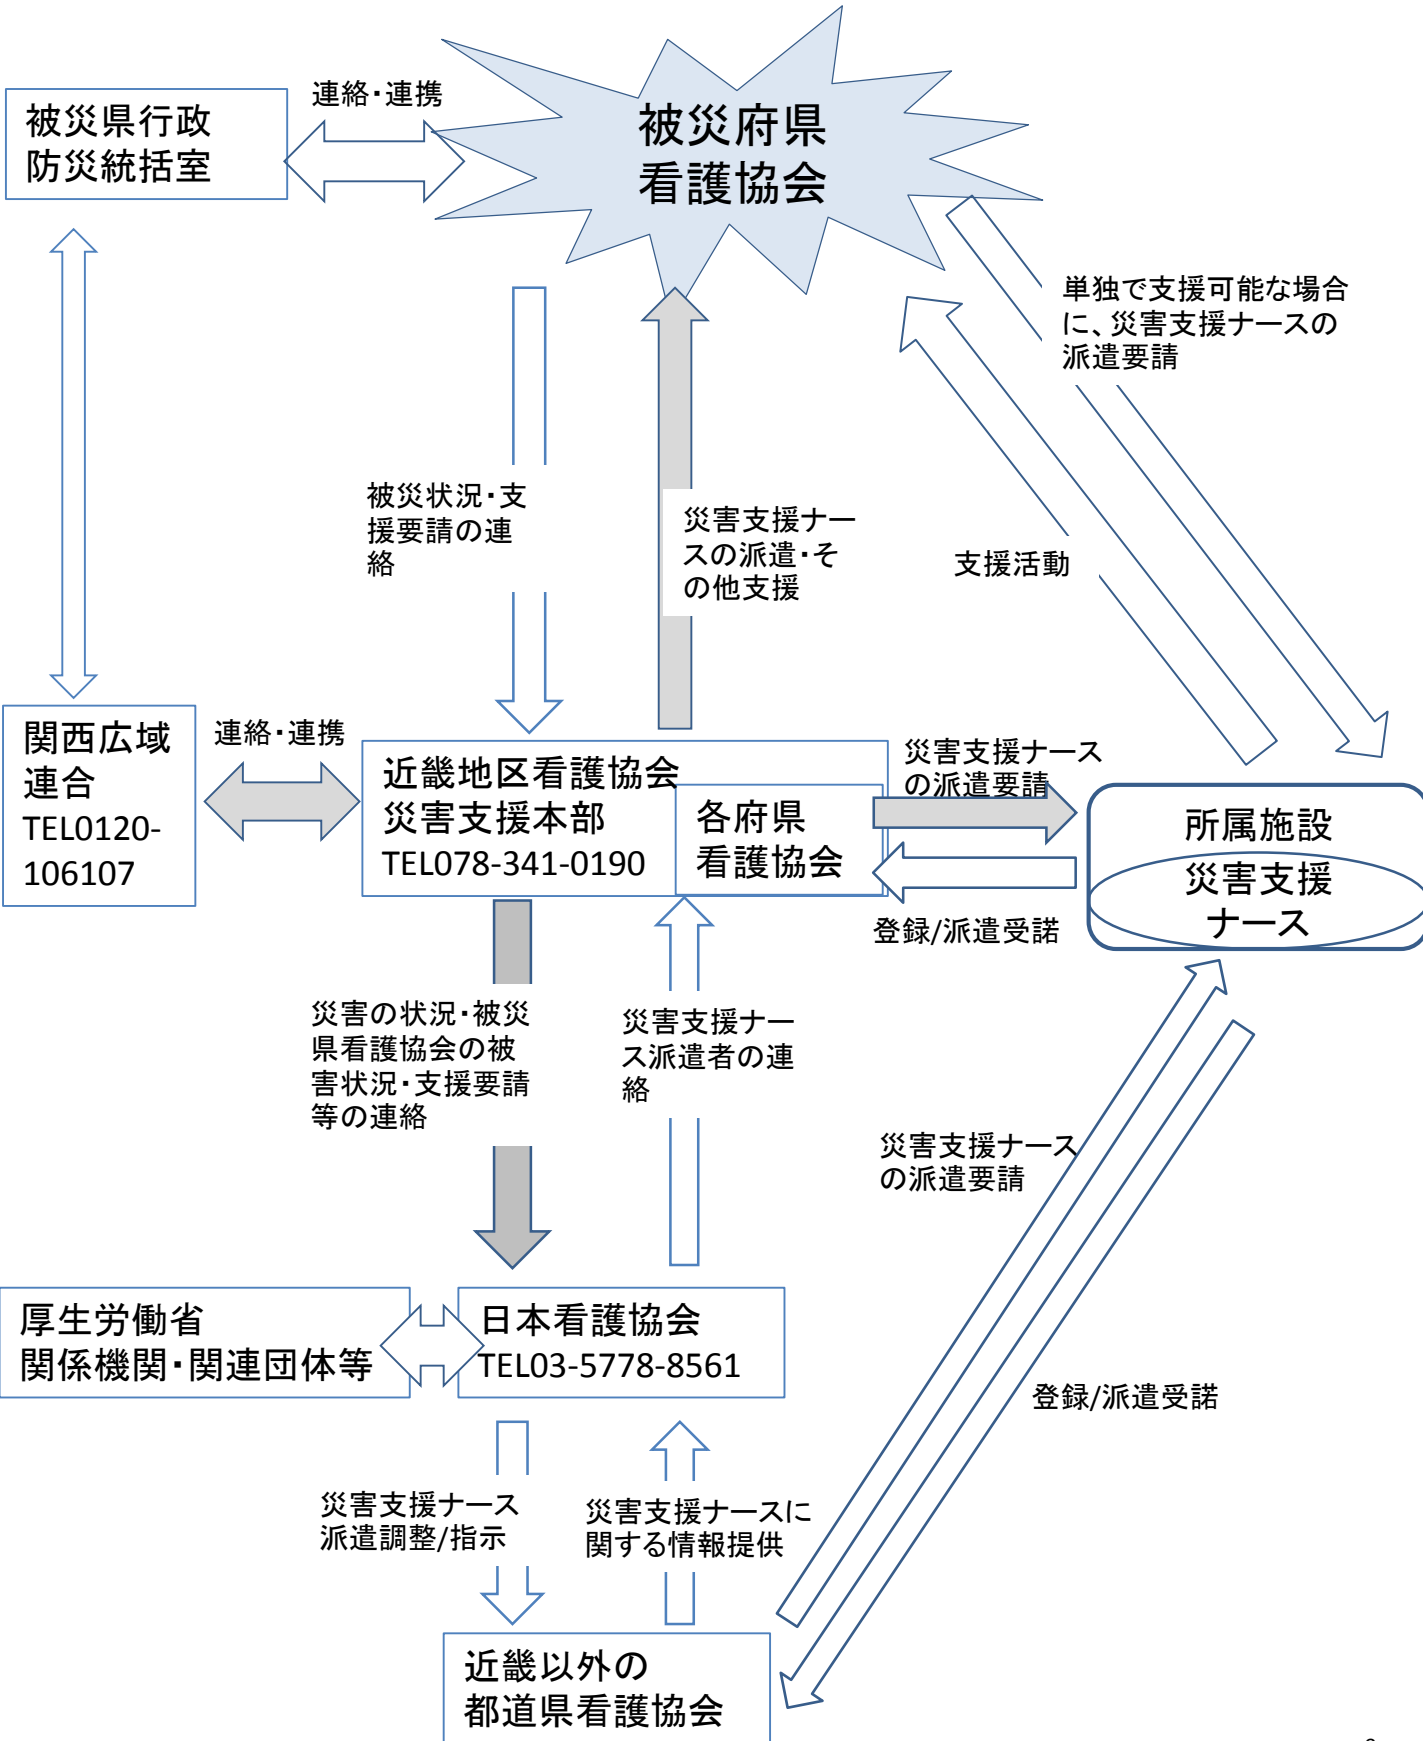 連絡・連携
被災県行政
防災統括室
被災府県
看護協会
単独で支援可能な場合
に、災害支援ナースの
派遣要請
被災状況・支
援要請の連
絡
災害支援ナー
スの派遣・そ
の他支援
支援活動
関西広域
連合
TEL0120-
106107
連絡・連携
近畿地区看護協会
災害支援本部
TEL078-341-0190
各府県
看護協会
災害支援ナース
の派遣要請
所属施設
災害支援
ナース
登録/派遣受諾
災害の状況・被災
県看護協会の被
害状況・支援要請
等の連絡
災害支援ナー
ス派遣者の連
絡
災害支援ナース
の派遣要請
厚生労働省
関係機関・関連団体等
日本看護協会
TEL03-5778-8561
登録/派遣受諾
災害支援ナース
派遣調整/指示
災害支援ナースに
関する情報提供
近畿以外の
都道県看護協会